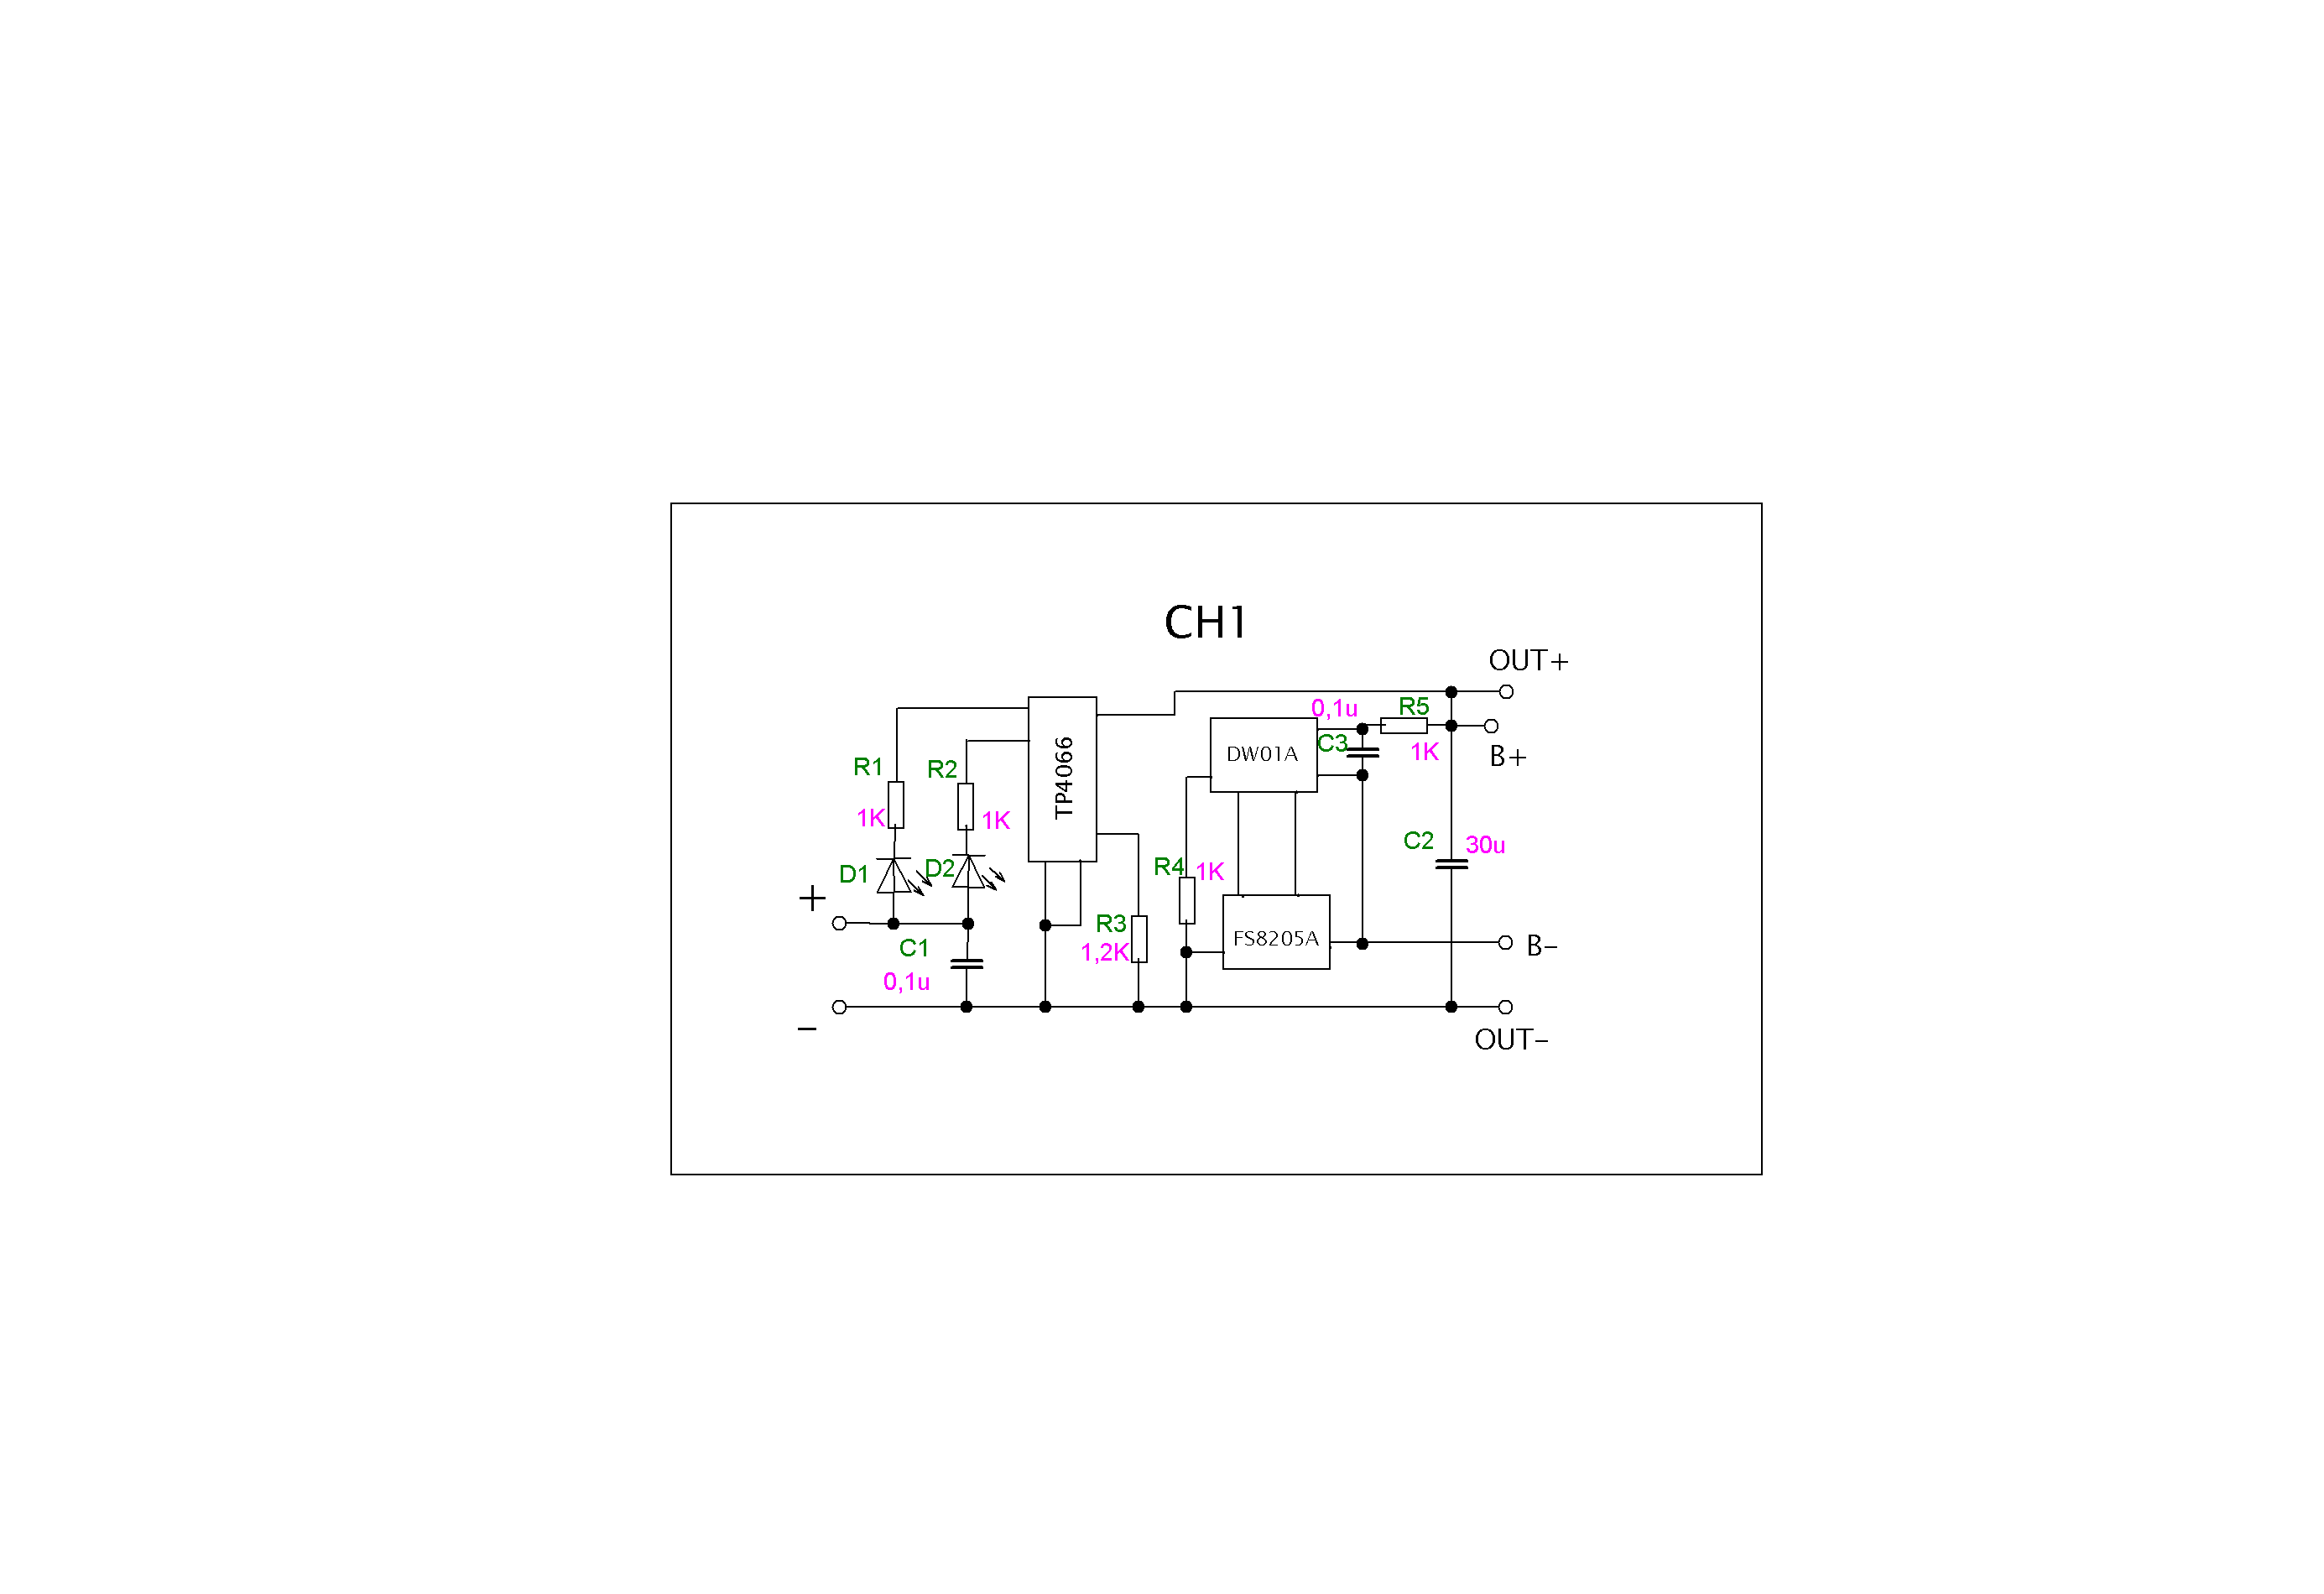 CH1
OUT+
0,1u
R5
C3
DW01A
1K
B+
TP4066
R1
R2
1K
1K
C2
30u
R4
1K
D1
D2
+
R3
1,2K
FS8205A
B-
C1
0,1u
-
OUT-